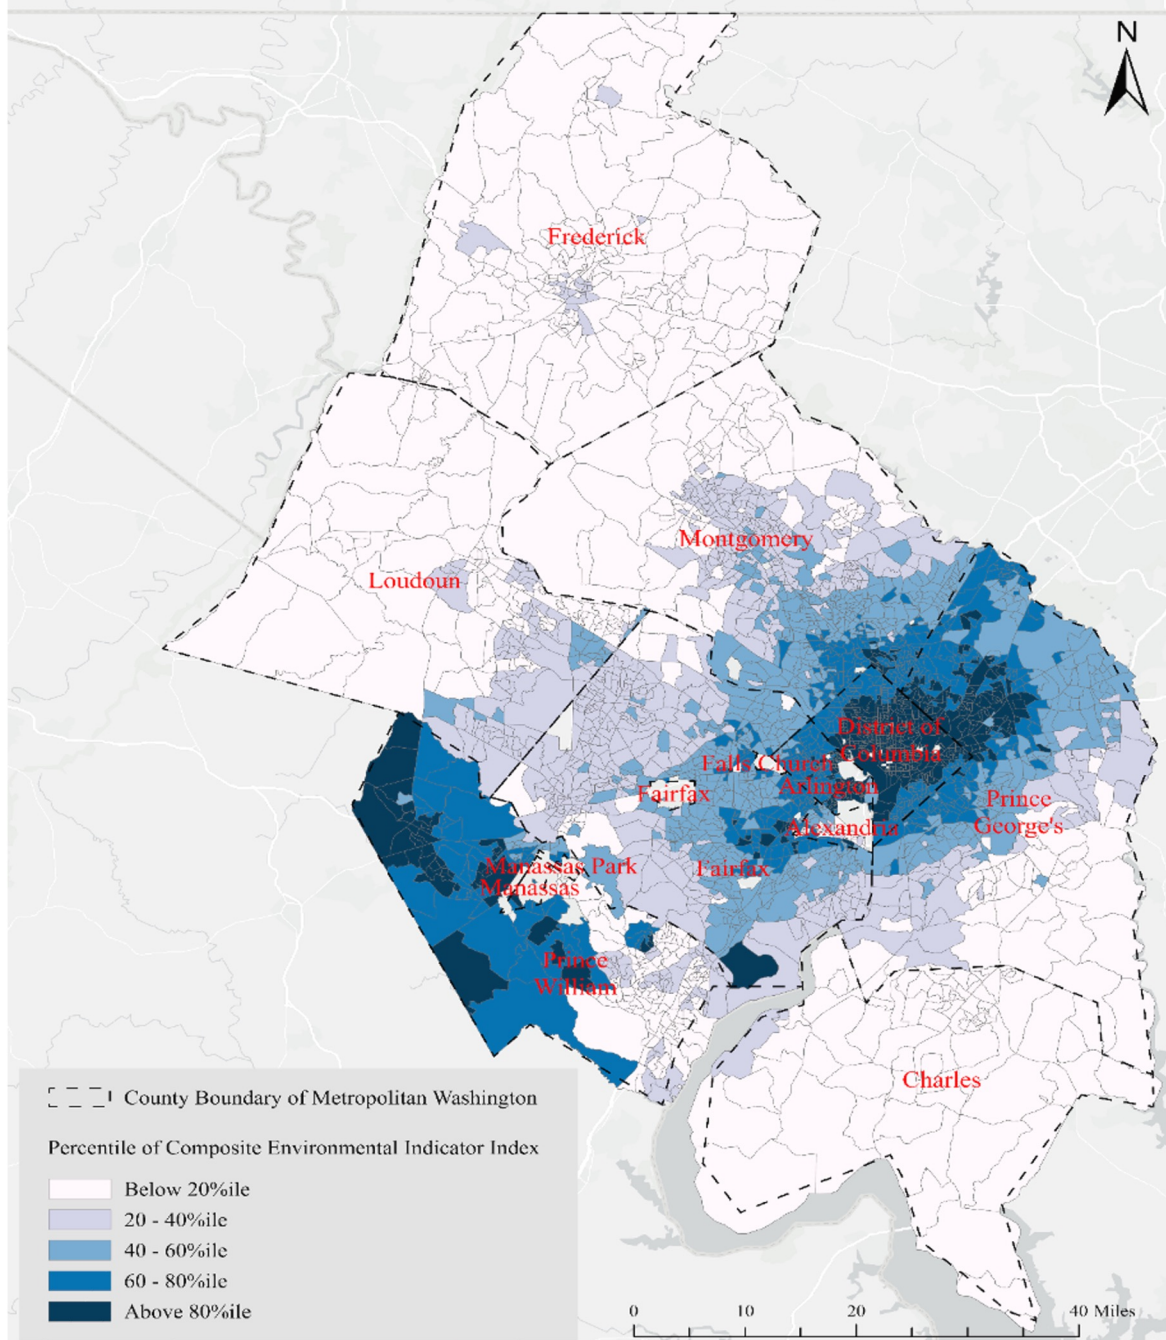 N
Frederick
Montgomery
Loudoun
District of
Columbia
Falls Church
Arlington
Fairfax
Prince
George's
Alexandria
Manassas Park
Fairfax
Manassas
Prince
William
Charles
County Boundary of Metropolitan Washington
Percentile of Composite Environmental Indicator Index
Below 20%ile
20 - 40%ile
40 - 60%ile
60 - 80%ile
Above 80%ile
0 10 20 40 Miles